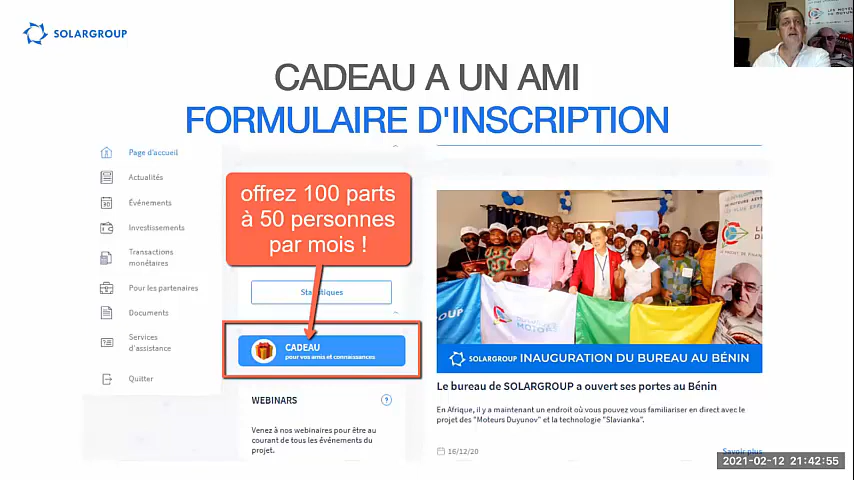 SOLARGROUP
CADEAU A UN AMI
FORMULAIRE D'INSCRIPTION
Page d'accueil
Actualités
Événements
Investissements
Transactions
monétaires
Pour les partenaires
Documents
Services
d'assistance
Quitter
offrez 100 parts
à 50 personnes
par mois !
Statistiques
CADEAU
pour vos amis et connaissances
WEBINARS
?
Venez à nos webinaires pour être au
courant de tous les événements du
projet.
SOLARGROUP INAUGURATION DU BUREAU AU BÉNIN
Le bureau de SOLARGROUP a ouvert ses portes au Bénin
En Afrique, il y a maintenant un endroit où vous pouvez vous familiariser en direct avec le
projet des "Moteurs Duyunov" et la technologie "Slavianka".
16/12/20
Savoir plus
2021-02-12 21:42:55